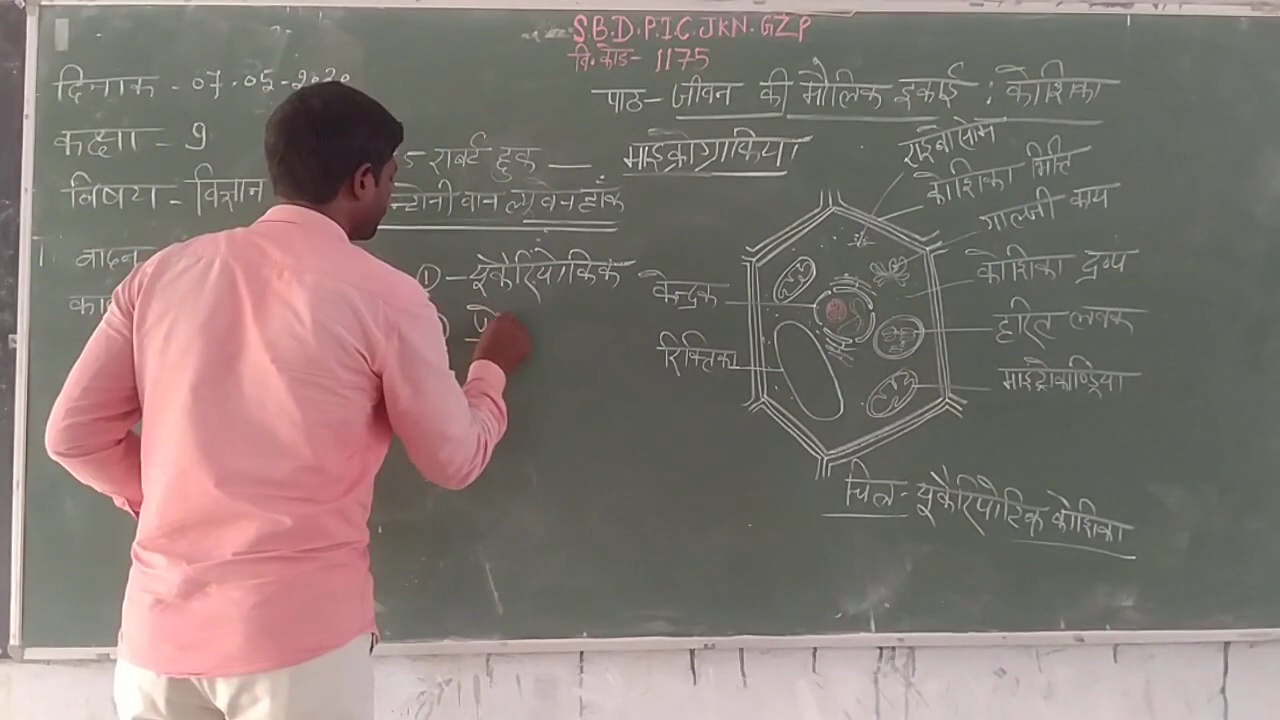 S.B.D.P.I.C.JKN.GZP
वि. कोड- 1175
दिनाक - 07-05-2020
पाठ- जीवन की मौलिक इकाई : कोशिका
कक्षा - 9
राबर्ट हुक — माइक्रोग्राफिया
विषय - विज्ञान
न्टोनी वान ल्यूवेन हॉक
1.
① - यूकैरियोटिक
राइबोसोम
कोशिका भित्ति
गाल्जी काय
कोशिका द्रव्य
हरित लवक
माइट्रोकाण्ड्रिया
केन्द्रक
रिक्तिका
चित्र - यूकैरियोटिक कोशिका